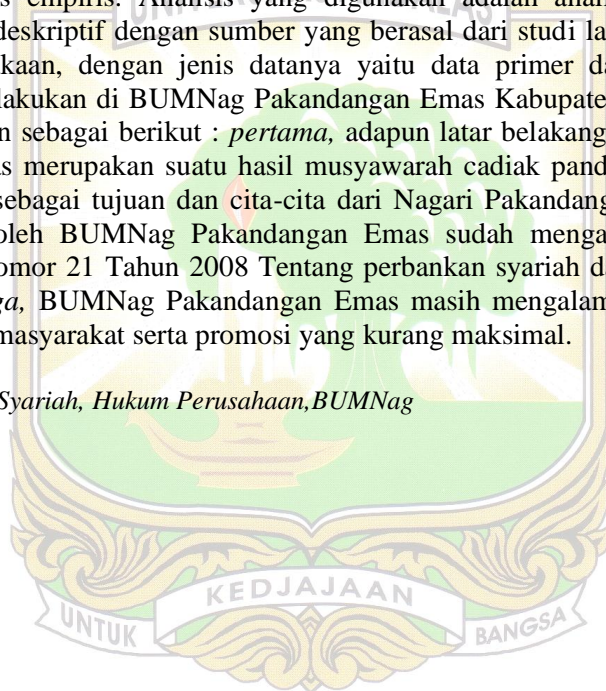 s empiris. Analisis yang digunakan adalah anali
deskriptif dengan sumber yang berasal dari studi la
kaan, dengan jenis datanya yaitu data primer da
lakukan di BUMNag Pakandangan Emas Kabupate
n sebagai berikut : pertama, adapun latar belakang
as merupakan suatu hasil musyawarah cadiak pand
sebagai tujuan dan cita-cita dari Nagari Pakandang
oleh BUMNag Pakandangan Emas sudah menga
omor 21 Tahun 2008 Tentang perbankan syariah da
ga, BUMNag Pakandangan Emas masih mengalam
masyarakat serta promosi yang kurang maksimal.
Syariah, Hukum Perusahaan,BUMNag
KEDJAJAAN
UNTUK BANGSA